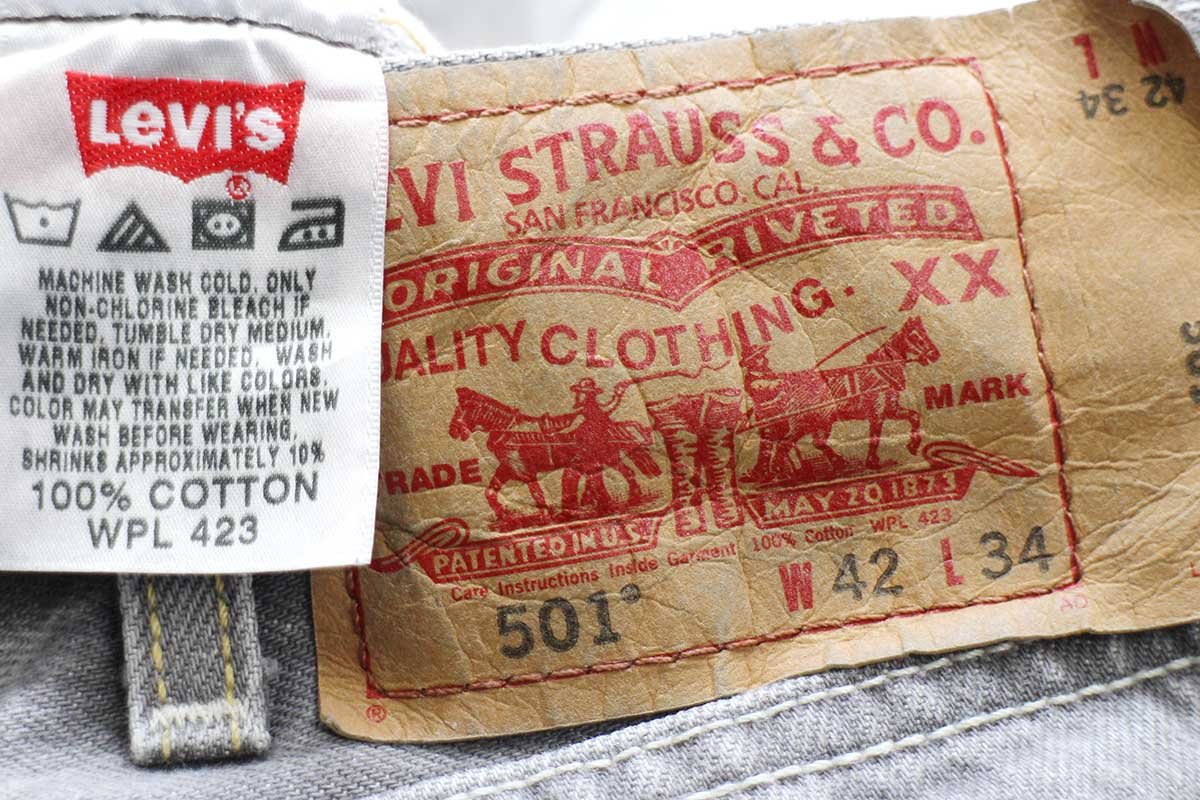 Levi's
®
MACHINE WASH COLD, ONLY
NON-CHLORINE BLEACH IF
NEEDED, TUMBLE DRY MEDIUM.
WARM IRON IF NEEDED. WASH
AND DRY WITH LIKE COLORS.
COLOR MAY TRANSFER WHEN NEW
WASH BEFORE WEARING,
SHRINKS APPROXIMATELY 10%
100% COTTON
WPL 423
EVI STRAUSS & CO.
SAN FRANCISCO, CAL.
ORIGINAL RIVETED
UALITY CLOTHING. XX
TRADE MARK
PATENTED IN U.S. MAY 20 1873
Care Instructions Inside Garment 100% Cotton WPL 423
501® W 42 L 34
®
W L
42 34